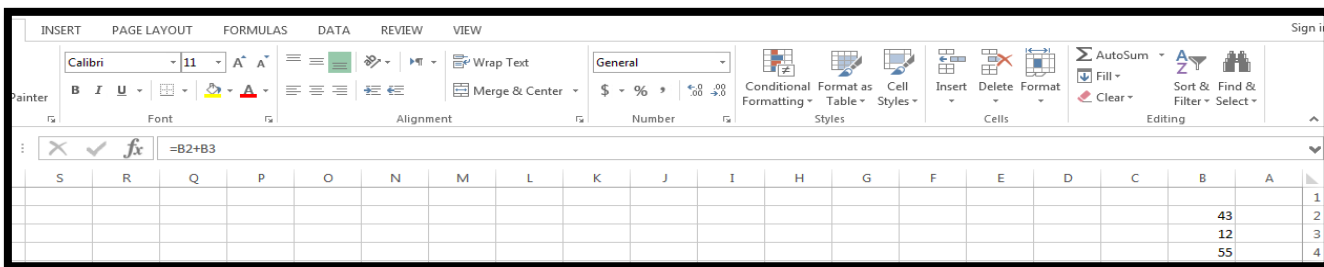 INSERT PAGE LAYOUT FORMULAS DATA REVIEW VIEW Sign
Calibri 11 A A Wrap Text General AutoSum
Fill
Painter B I U A Merge & Center $ % , .00 .00 Conditional Format as Cell Insert Delete Format Clear Sort & Find &
Formatting Table Styles Filter Select
Font Alignment Number Styles Cells Editing
fx =B2+B3
S R Q P O N M L K J I H G F E D C B A
1
43 2
12 3
55 4